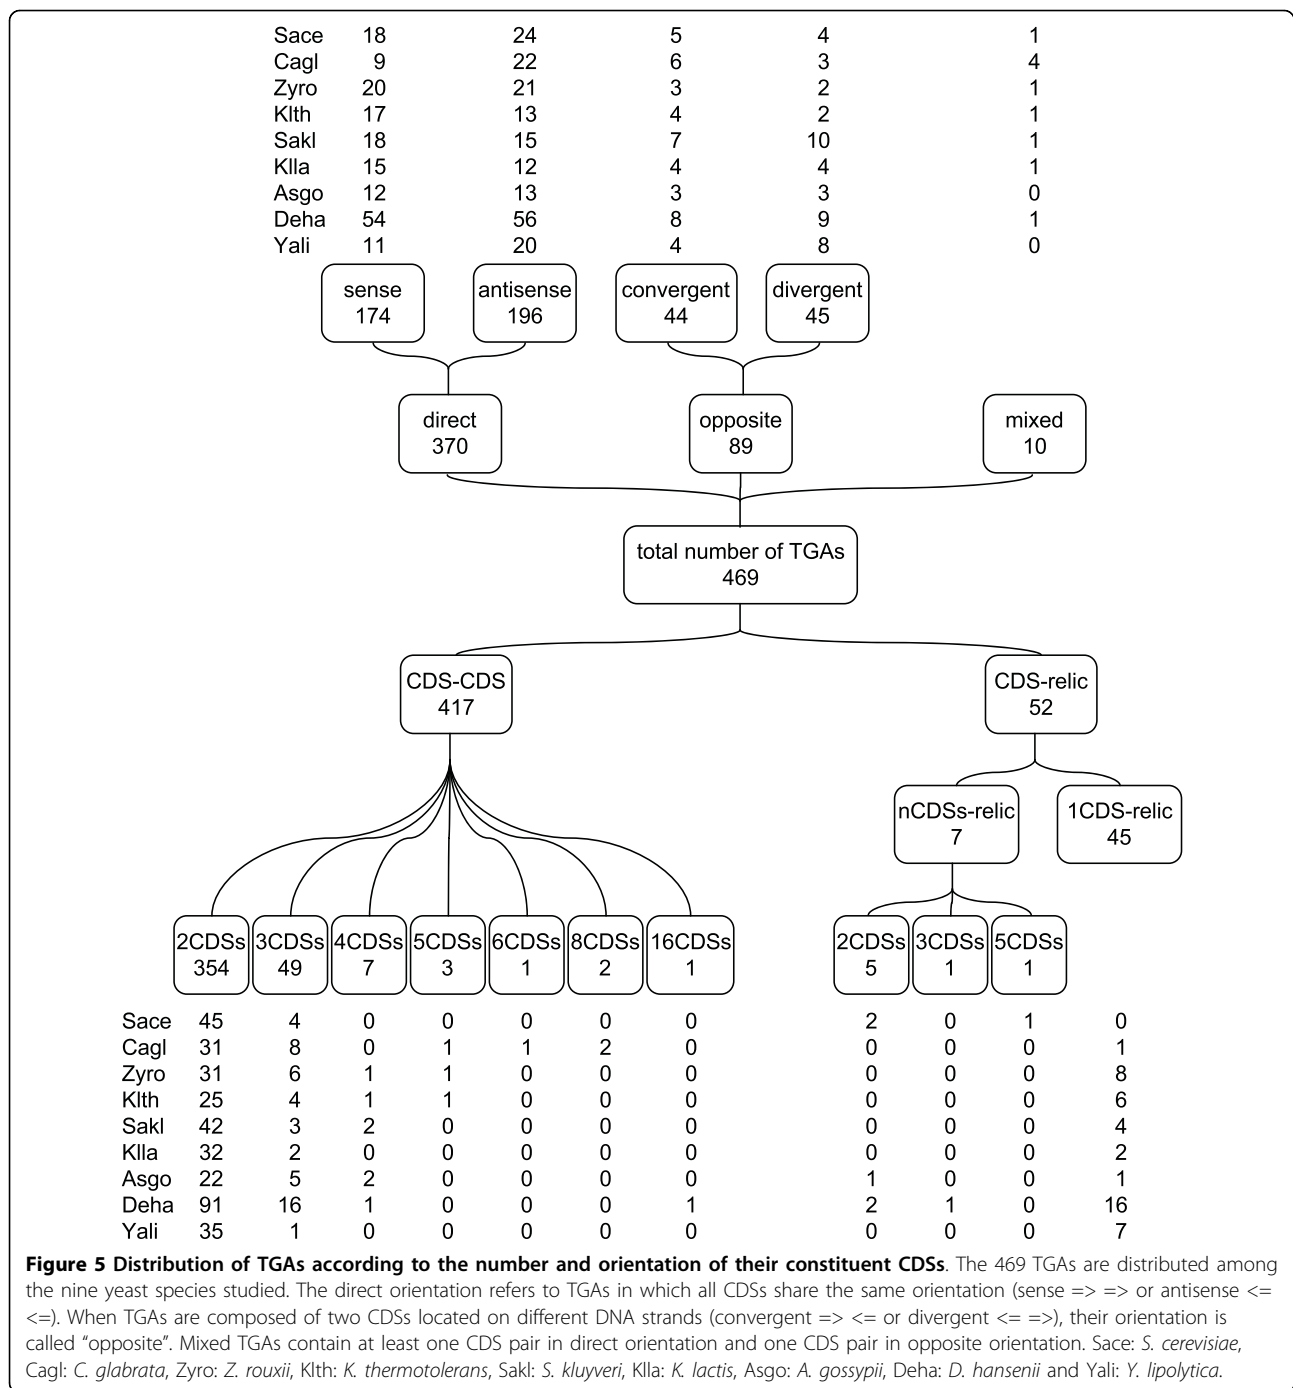 Sace 18 24 5 4 1
Cagl 9 22 6 3 4
Zyro 20 21 3 2 1
Klth 17 13 4 2 1
Sakl 18 15 7 10 1
Klla 15 12 4 4 1
Asgo 12 13 3 3 0
Deha 54 56 8 9 1
Yali 11 20 4 8 0
sense antisense convergent divergent
174 196 44 45
direct opposite mixed
370 89 10
total number of TGAs
469
CDS-CDS CDS-relic
417 52
nCDSs-relic 1CDS-relic
7 45
2CDSs 3CDSs 4CDSs 5CDSs 6CDSs 8CDSs 16CDSs 2CDSs 3CDSs 5CDSs
354 49 7 3 1 2 1 5 1 1
Sace 45 4 0 0 0 0 0 2 0 1 0
Cagl 31 8 0 1 1 2 0 0 0 0 1
Zyro 31 6 1 1 0 0 0 0 0 0 8
Klth 25 4 1 1 0 0 0 0 0 0 6
Sakl 42 3 2 0 0 0 0 0 0 0 4
Klla 32 2 0 0 0 0 0 0 0 0 2
Asgo 22 5 2 0 0 0 0 1 0 0 1
Deha 91 16 1 0 0 0 1 2 1 0 16
Yali 35 1 0 0 0 0 0 0 0 0 7
Figure 5 Distribution of TGAs according to the number and orientation of their constituent CDSs. The 469 TGAs are distributed among
the nine yeast species studied. The direct orientation refers to TGAs in which all CDSs share the same orientation (sense => => or antisense <=
<=). When TGAs are composed of two CDSs located on different DNA strands (convergent => <= or divergent <= =>), their orientation is
called "opposite". Mixed TGAs contain at least one CDS pair in direct orientation and one CDS pair in opposite orientation. Sace: S. cerevisiae,
Cagl: C. glabrata, Zyro: Z. rouxii, Klth: K. thermotolerans, Sakl: S. kluyveri, Klla: K. lactis, Asgo: A. gossypii, Deha: D. hansenii and Yali: Y. lipolytica.